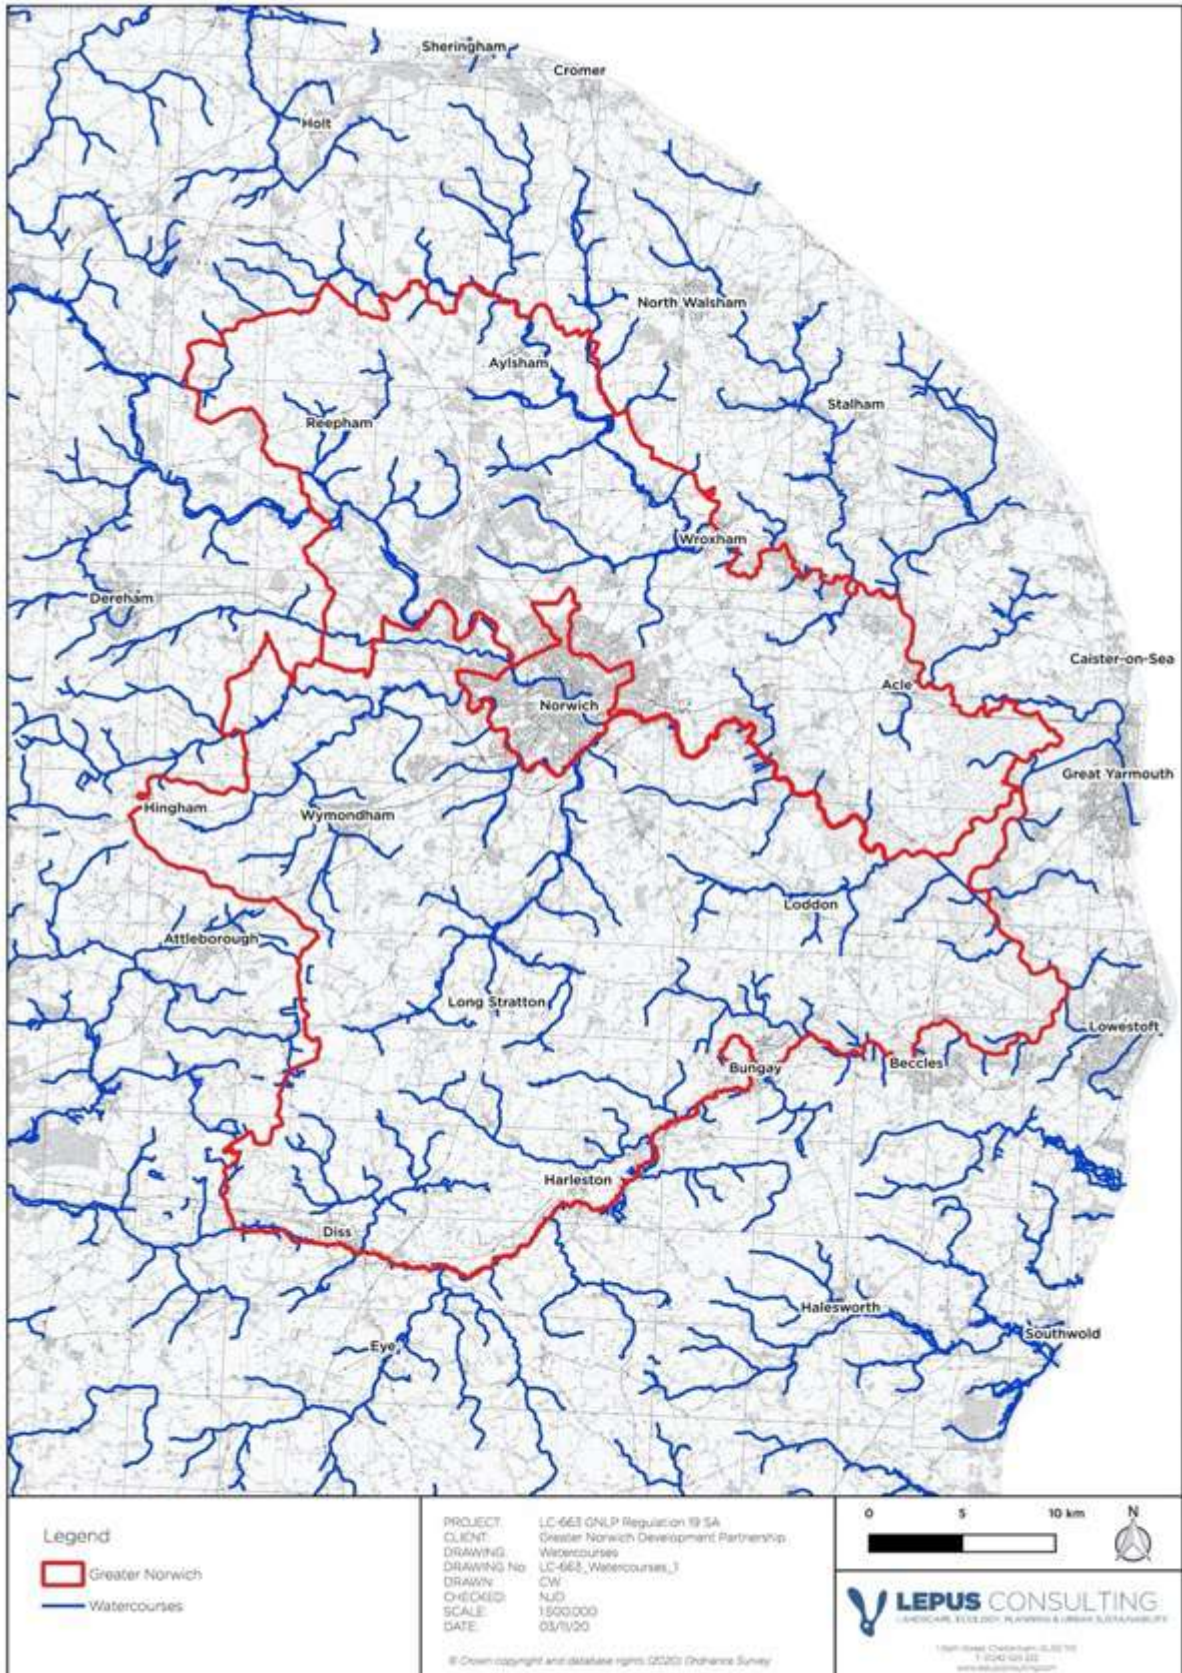 Sheringham
Cromer
Holt
North Walsham
Aylsham
Stalham
Reepham
Wroxham
Dereham
Caister-on-Sea
Acle
Norwich
Great Yarmouth
Hingham
Wymondham
Loddon
Attleborough
Long Stratton
Lowestoft
Beccles
Bungay
Harleston
Diss
Halesworth
Southwold
Eye
Legend
Greater Norwich
Watercourses
PROJECT: LC-663 GNLP Regulation 19 SA
CLIENT: Greater Norwich Development Partnership
DRAWING: Watercourses
DRAWING No: LC-663_Watercourses_1
DRAWN: CW
CHECKED: NJD
SCALE: 1:500,000
DATE: 03/11/20
© Crown copyright and database rights (2020) Ordnance Survey
0 5 10 km
N
LEPUS CONSULTING
LANDSCAPE, ECOLOGY, PLANNING & URBAN SUSTAINABILITY